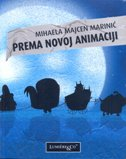 MIHAELA MAJCEN MARINIĆ
PREMA NOVOJ ANIMACIJI